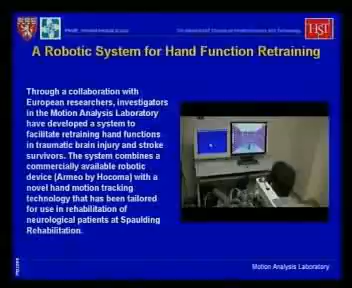 A Robotic System for Hand Function Retraining
Through a collaboration with
European researchers, investigators
in the Motion Analysis Laboratory
have developed a system to
facilitate retraining hand functions
in traumatic brain injury and stroke
survivors. The system combines a
commercially available robotic
device (Armeo by Hocoma) with a
novel hand motion tracking
technology that has been tailored
for use in rehabilitation of
neurological patients at Spaulding
Rehabilitation.
Motion Analysis Laboratory